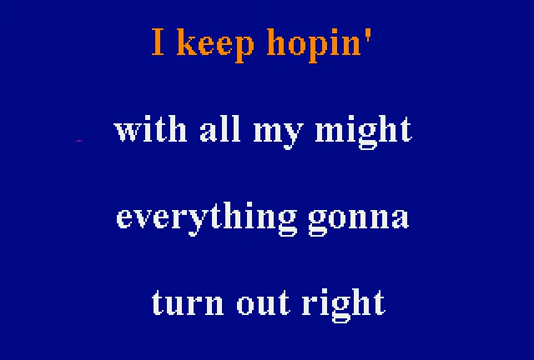 I keep hopin'
with all my might
everything gonna
turn out right